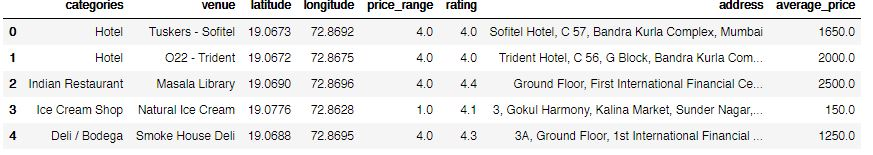 categories venue latitude longitude price_range rating address average_price
0 Hotel Tuskers - Sofitel 19.0673 72.8692 4.0 4.0 Sofitel Hotel, C 57, Bandra Kurla Complex, Mumbai 1650.0
1 Hotel O22 - Trident 19.0672 72.8675 4.0 4.0 Trident Hotel, C 56, G Block, Bandra Kurla Com... 2000.0
2 Indian Restaurant Masala Library 19.0690 72.8696 4.0 4.4 Ground Floor, First International Financial Ce... 2500.0
3 Ice Cream Shop Natural Ice Cream 19.0776 72.8628 1.0 4.1 3, Gokul Harmony, Kalina Market, Sunder Nagar,... 150.0
4 Deli / Bodega Smoke House Deli 19.0688 72.8695 4.0 4.3 3A, Ground Floor, 1st International Financial ... 1250.0